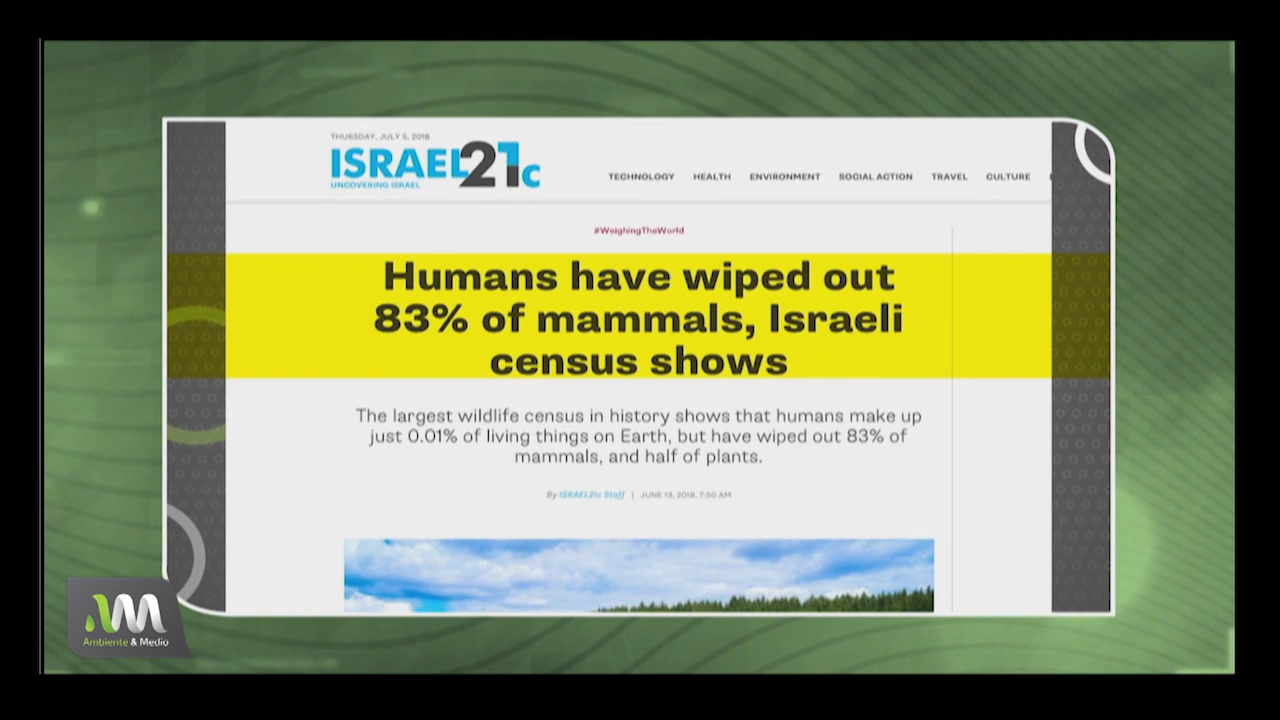 THURSDAY, JULY 5, 2018
ISRAEL21c
UNCOVERING ISRAEL
TECHNOLOGY HEALTH ENVIRONMENT SOCIAL ACTION TRAVEL CULTURE
#WeighingTheWorld
Humans have wiped out
83% of mammals, Israeli
census shows
The largest wildlife census in history shows that humans make up
just 0.01% of living things on Earth, but have wiped out 83% of
mammals, and half of plants.
By ISRAEL21c Staff | JUNE 13, 2018, 7:50 AM
AM
Ambiente & Medio